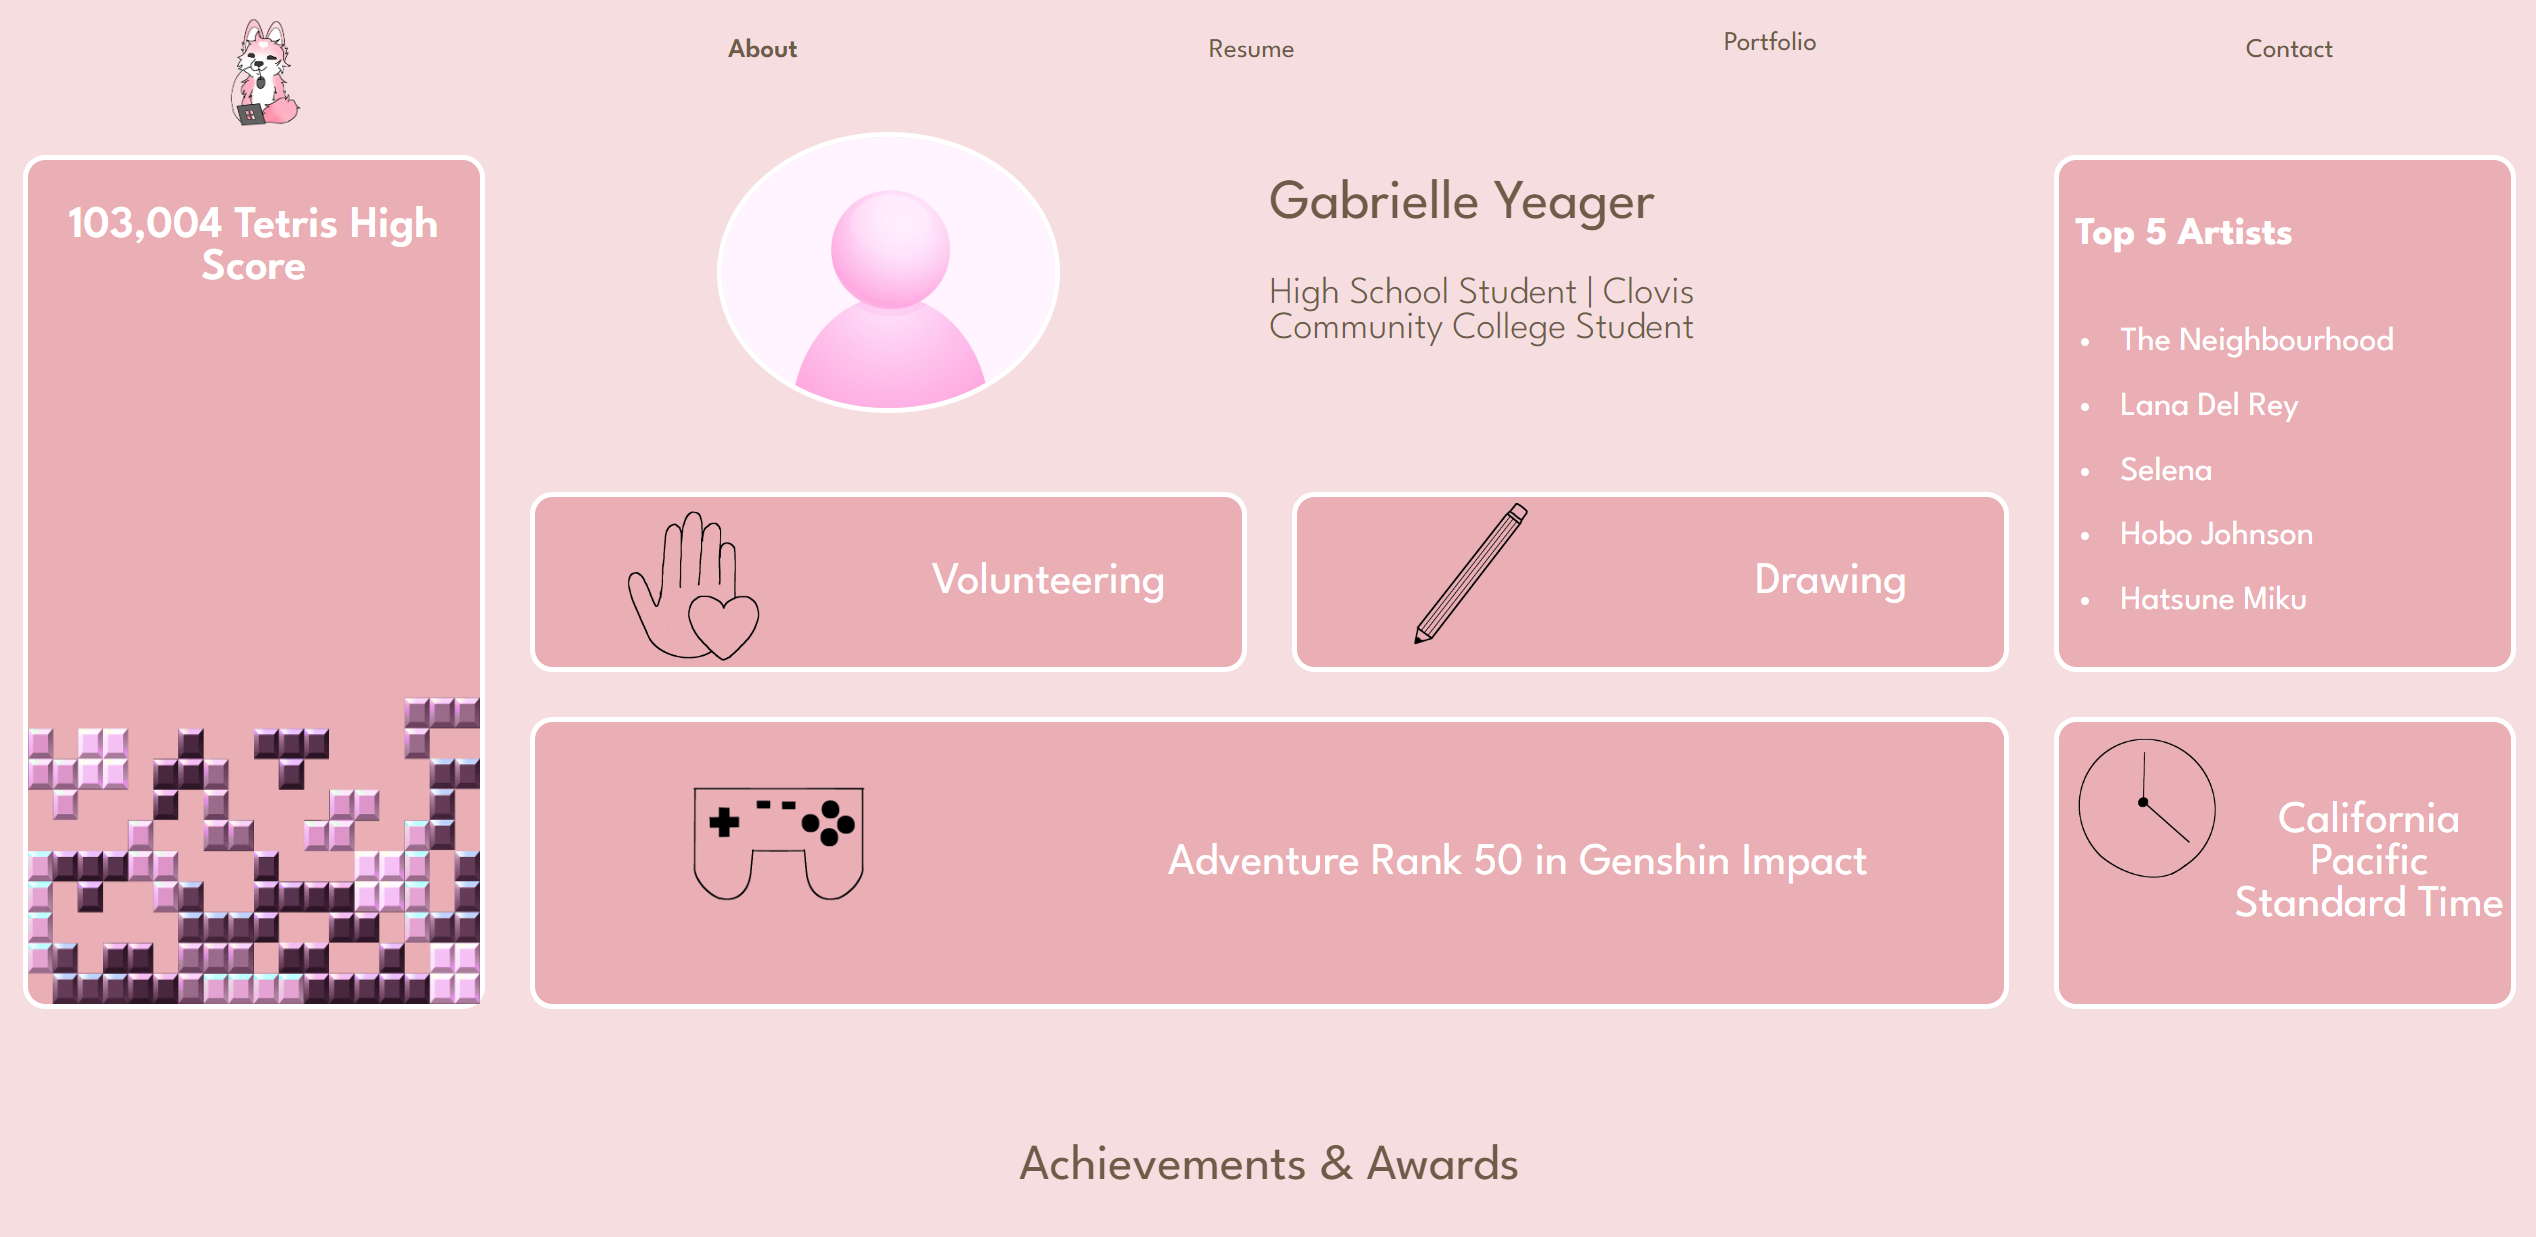 About
Resume
Portfolio
Contact
103,004 Tetris High
Score
Gabrielle Yeager
High School Student | Clovis
Community College Student
Top 5 Artists
• The Neighbourhood
• Lana Del Rey
• Selena
• Hobo Johnson
• Hatsune Miku
Volunteering
Drawing
Adventure Rank 50 in Genshin Impact
California
Pacific
Standard Time
Achievements & Awards